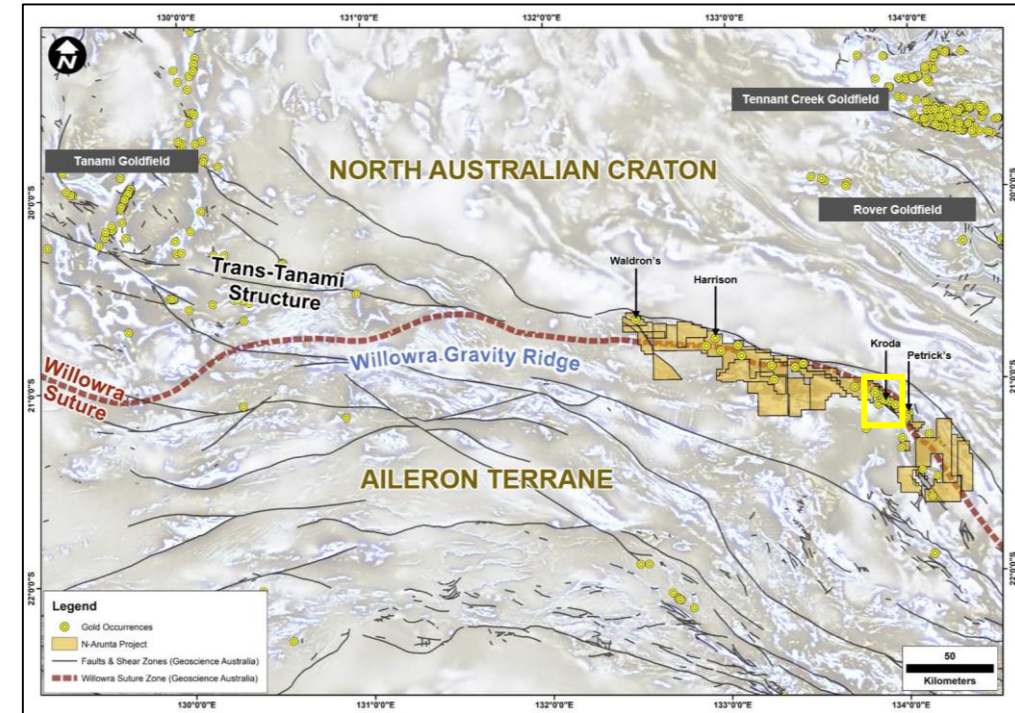 130°0'0"E
131°0'0"E
132°0'0"E
133°0'0"E
134°0'0"E
N
Tennant Creek Goldfield
Tanami Goldfield
NORTH AUSTRALIAN CRATON
20°0'0"S
20°0'0"S
Rover Goldfield
Trans-Tanami
Structure
Waldron's
Harrison
Kroda
Petrick's
Willowra Gravity Ridge
Willowra
Suture
21°0'0"S
21°0'0"S
AILERON TERRANE
22°0'0"S
22°0'0"S
Legend
Gold Occurrences
N-Arunta Project
Faults & Shear Zones (Geoscience Australia)
Willowra Suture Zone (Geoscience Australia)
50
Kilometers
130°0'0"E
131°0'0"E
132°0'0"E
133°0'0"E
134°0'0"E